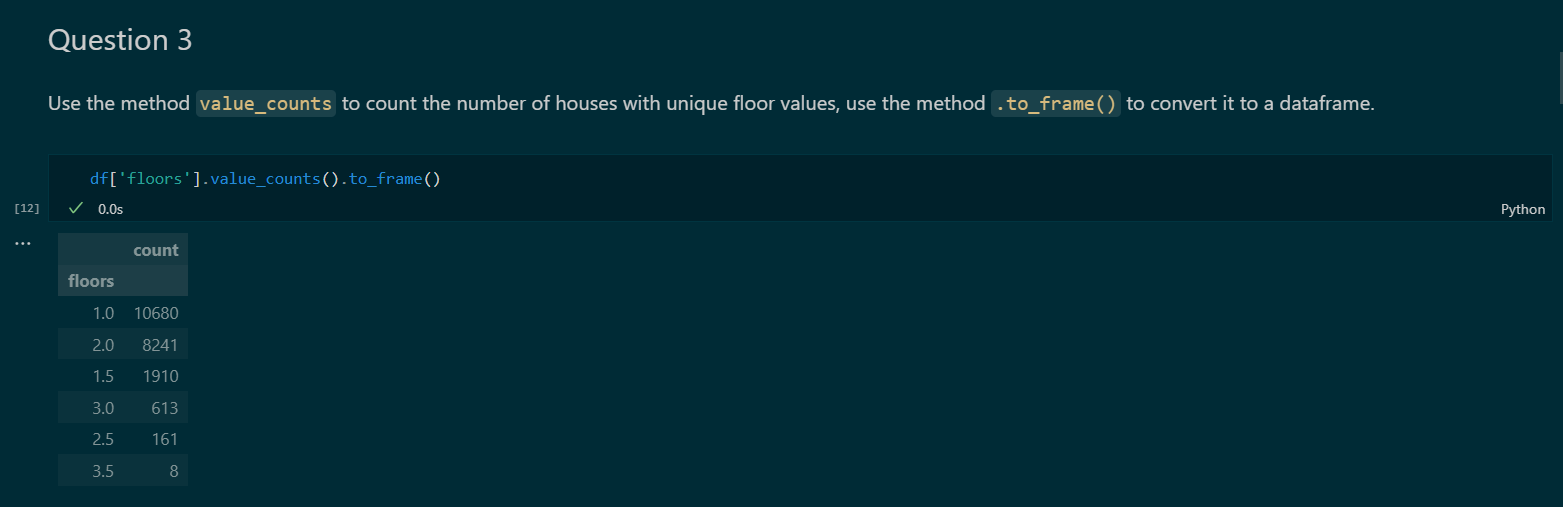 Question 3
Use the method value_counts to count the number of houses with unique floor values, use the method .to_frame() to convert it to a dataframe.
df['floors'].value_counts().to_frame()
[12] ✓ 0.0s Python
... count
floors
1.0 10680
2.0 8241
1.5 1910
3.0 613
2.5 161
3.5 8